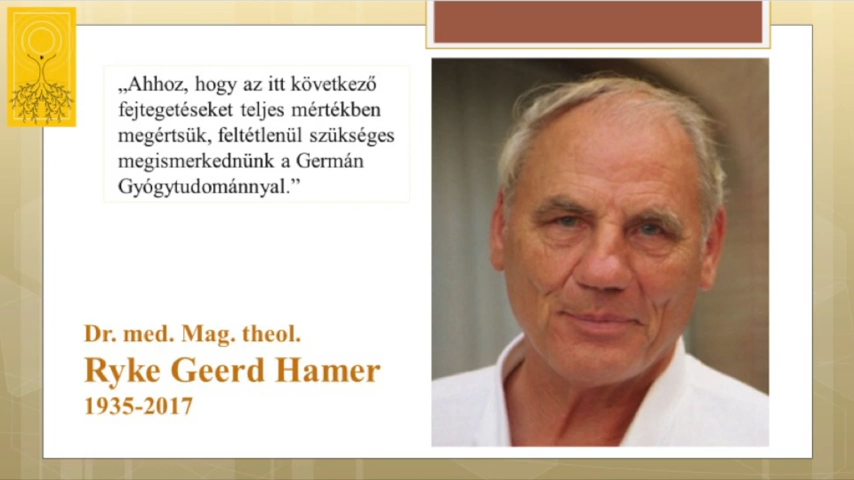 „Ahhoz, hogy az itt következő
fejtegetéseket teljes mértékben
megértsük, feltétlenül szükséges
megismerkednünk a Germán
Gyógytudománnyal.”
Dr. med. Mag. theol.
Ryke Geerd Hamer
1935-2017